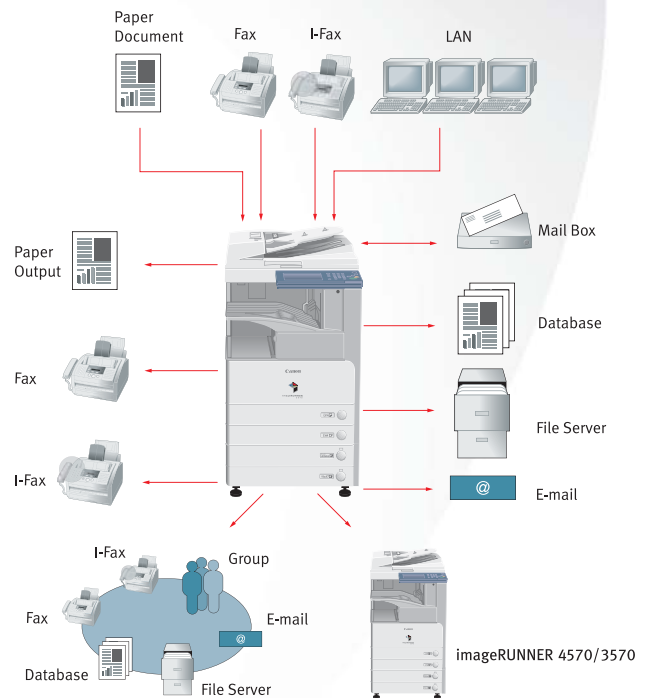 Paper
Document
Fax
I-Fax
LAN
Mail Box
Paper
Output
Database
Fax
Canon
File Server
I-Fax
@
E-mail
I-Fax
Group
Fax
E-mail
@
Database
File Server
imageRUNNER 4570/3570